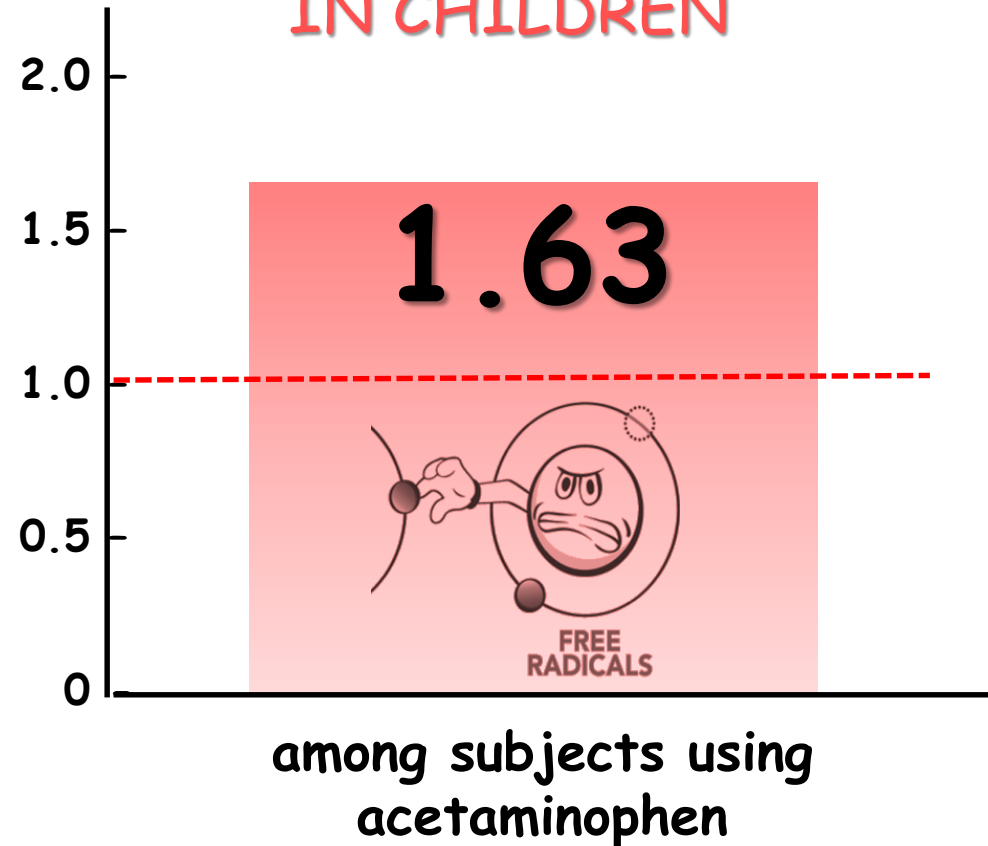 IN CHILDREN
2.0
1.63
1.5
1.0
0.5
FREE
RADICALS
0
among subjects using
acetaminophen